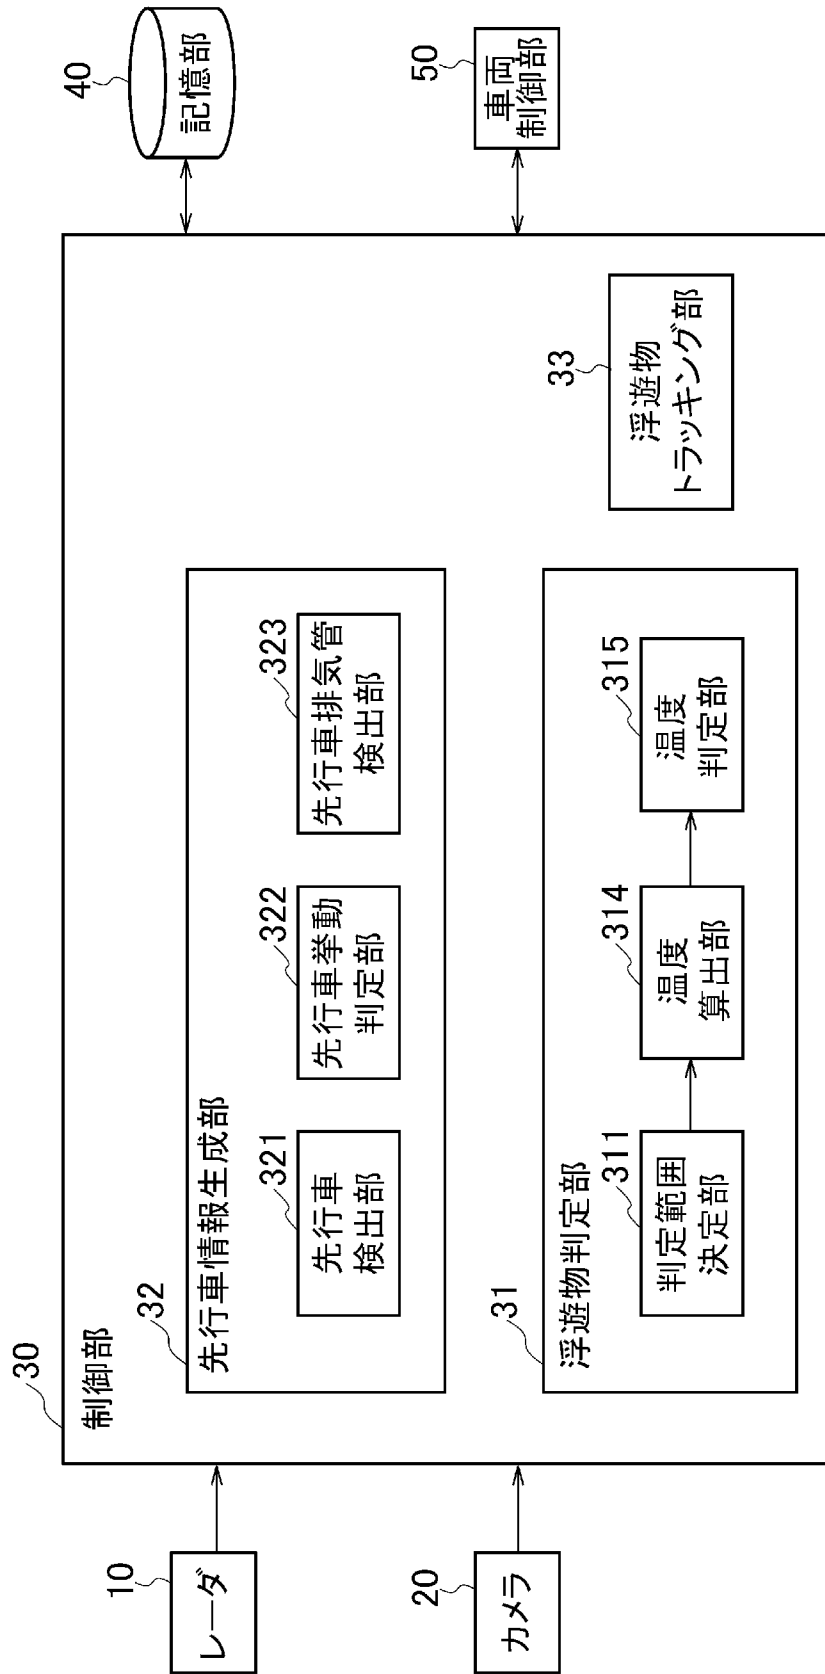 30
制御部
10
レーダ
20
カメラ
32
先行車情報生成部
321
先行車
検出部
322
先行車挙動
判定部
323
先行車排気管
検出部
31
浮遊物判定部
311
判定範囲
決定部
314
温度
算出部
315
温度
判定部
33
浮遊物
トラッキング部
40
記憶部
50
車両
制御部